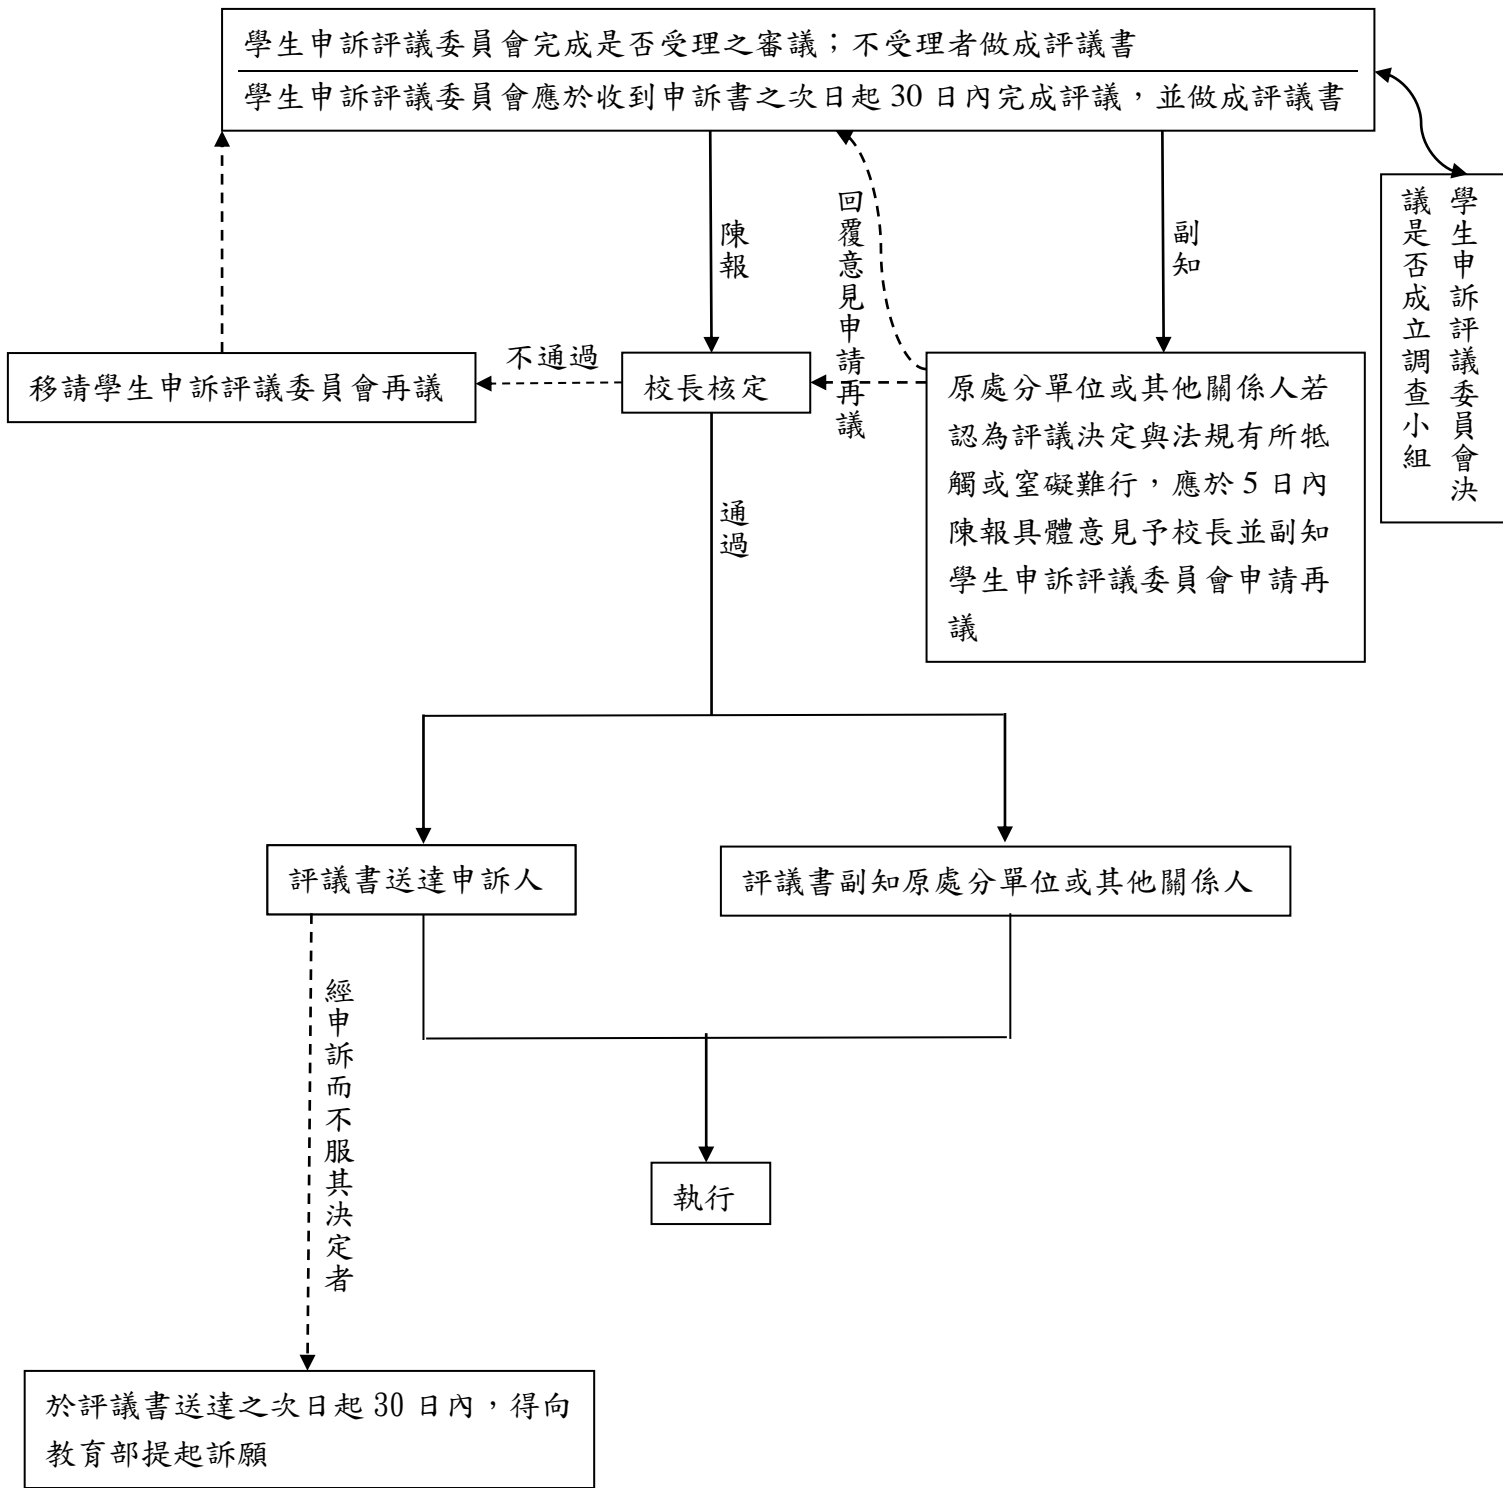 學生申訴評議委員會完成是否受理之審議；不受理者做成評議書
學生申訴評議委員會應於收到申訴書之次日起 30 日內完成評議，並做成評議書
學生申訴評議委員會決
議是否成立調查小組
陳報
回覆意見申請再議
副知
移請學生申訴評議委員會再議
不通過
校長核定
原處分單位或其他關係人若
認為評議決定與法規有所牴
觸或窒礙難行，應於 5 日內
陳報具體意見予校長並副知
學生申訴評議委員會申請再
議
通過
評議書送達申訴人
評議書副知原處分單位或其他關係人
經申訴而不服其決定者
執行
於評議書送達之次日起 30 日內，得向
教育部提起訴願